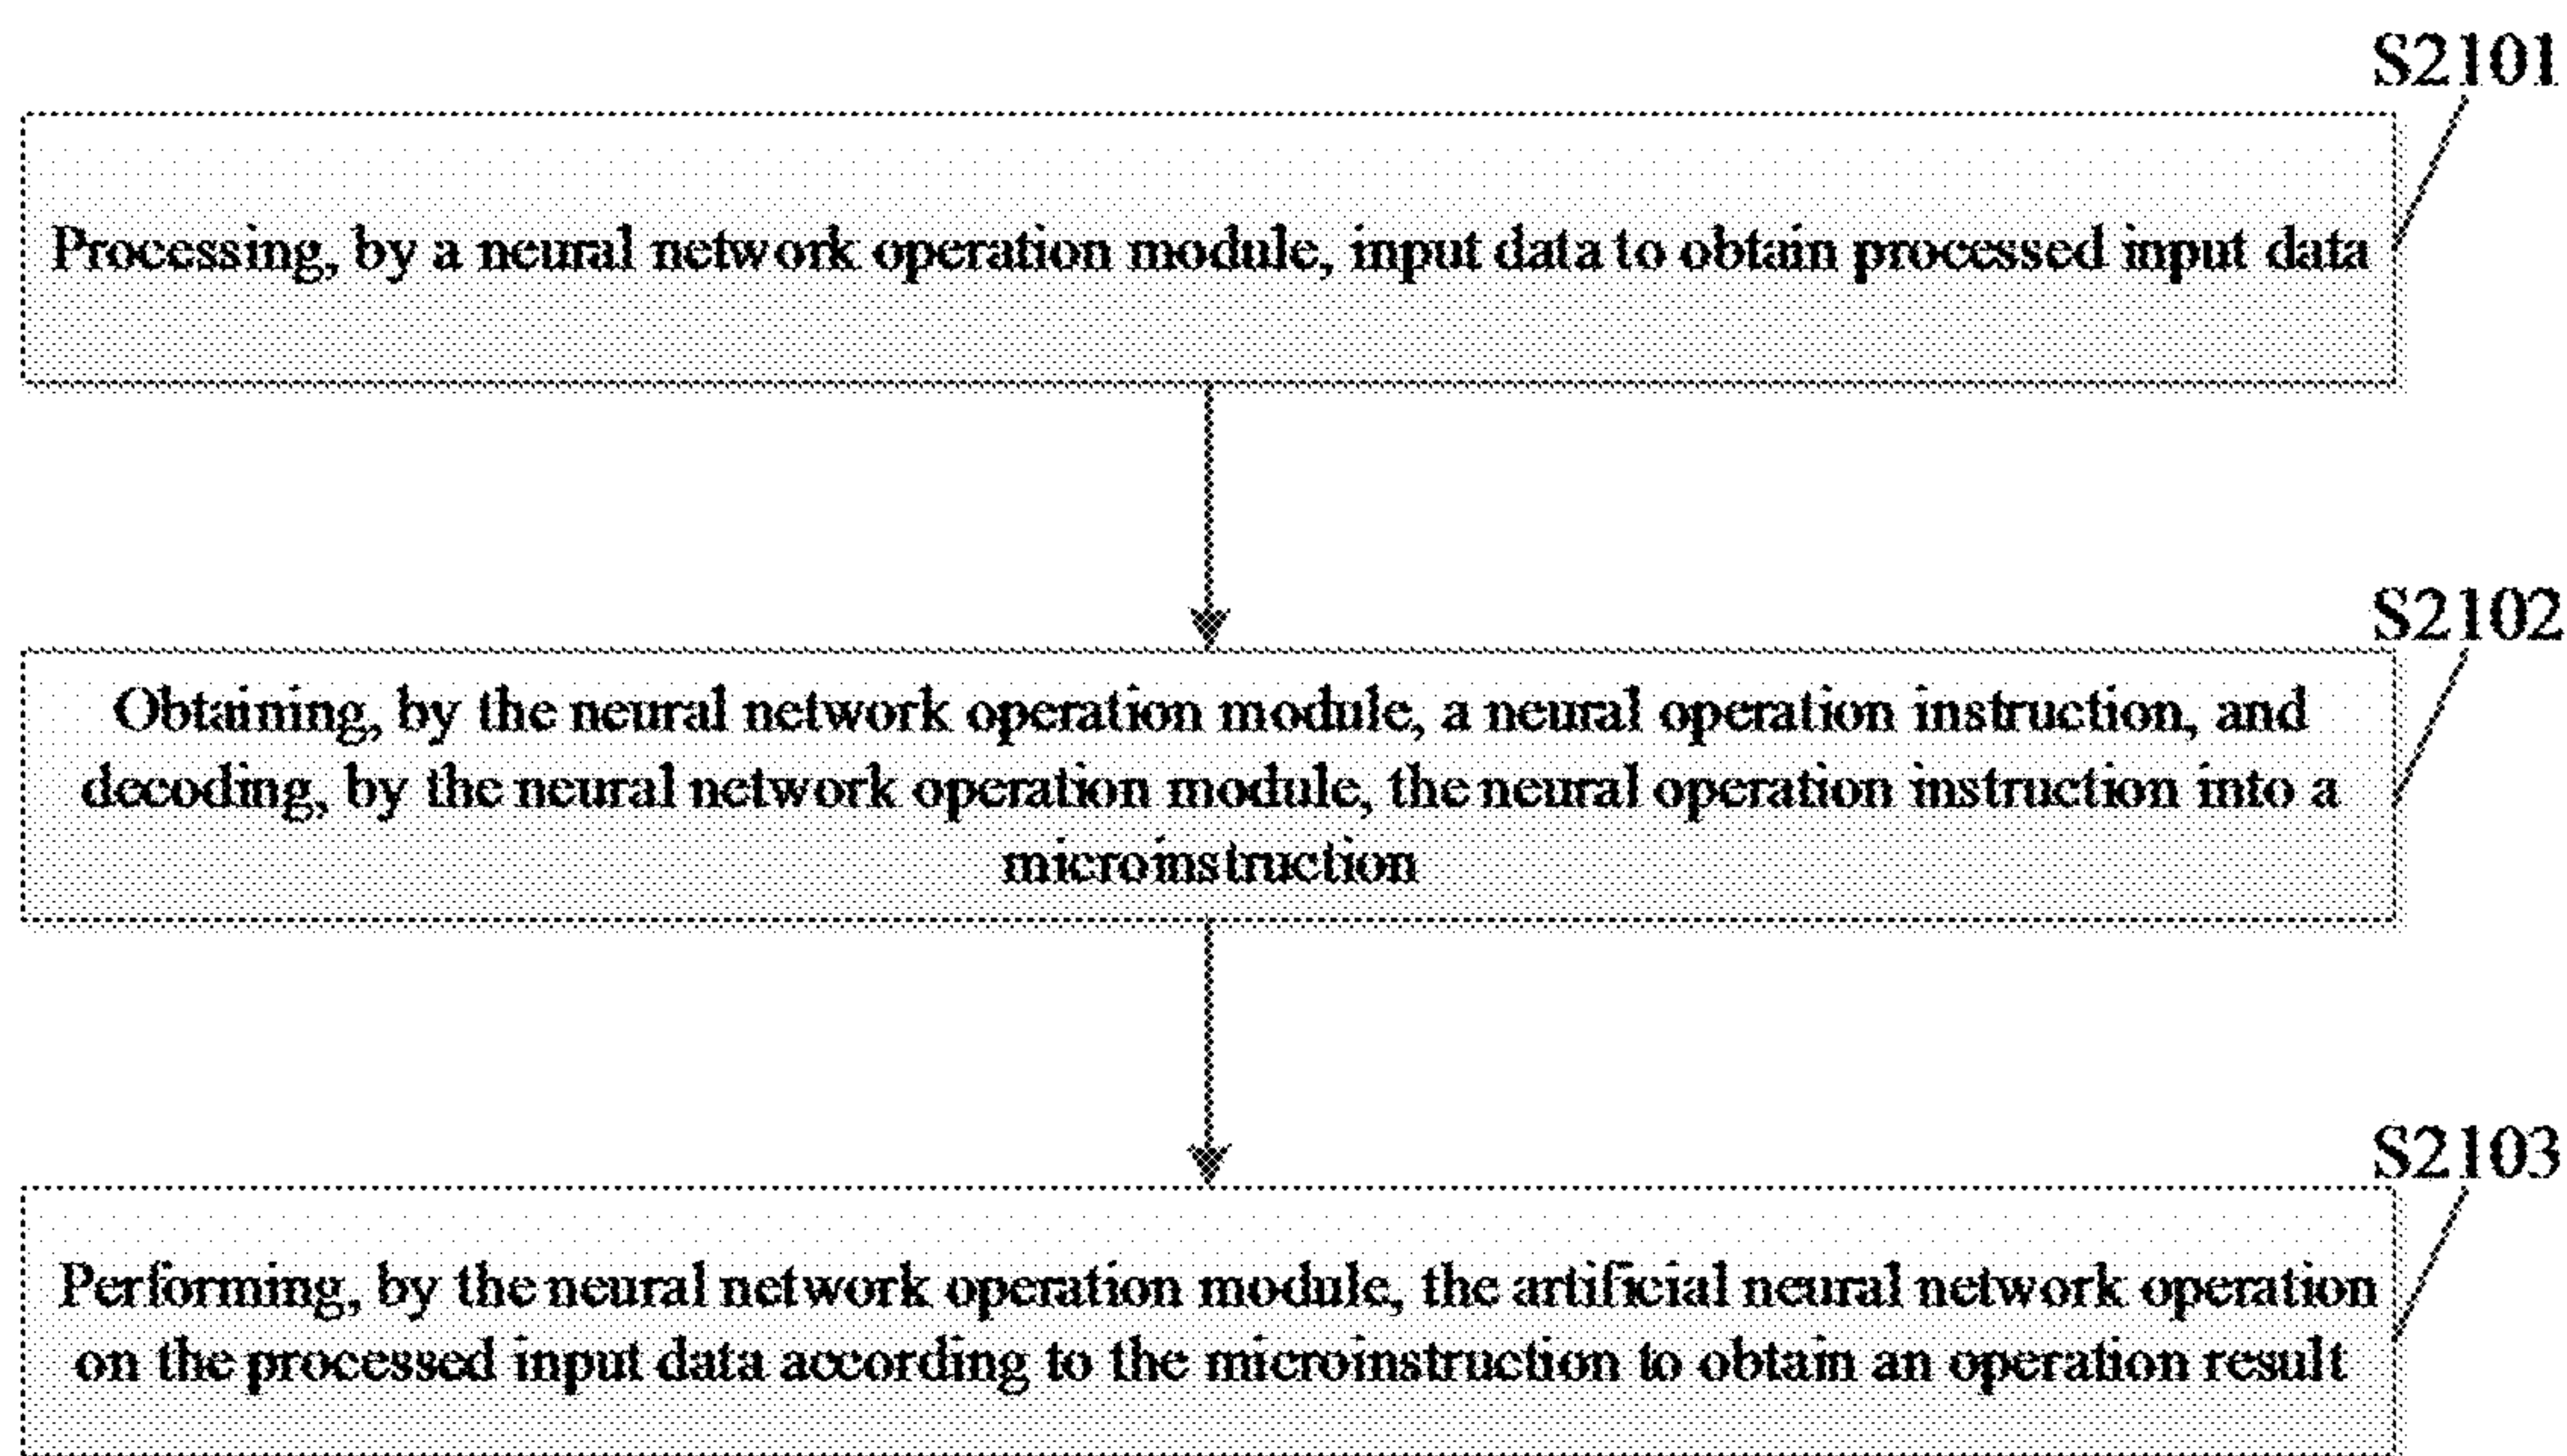 S2101
Processing, by a neural network operation module, input data to obtain processed input data
S2102
Obtaining, by the neural network operation module, a neural operation instruction, and
decoding, by the neural network operation module, the neural operation instruction into a
microinstruction
S2103
Performing, by the neural network operation module, the artificial neural network operation
on the processed input data according to the microinstruction to obtain an operation result